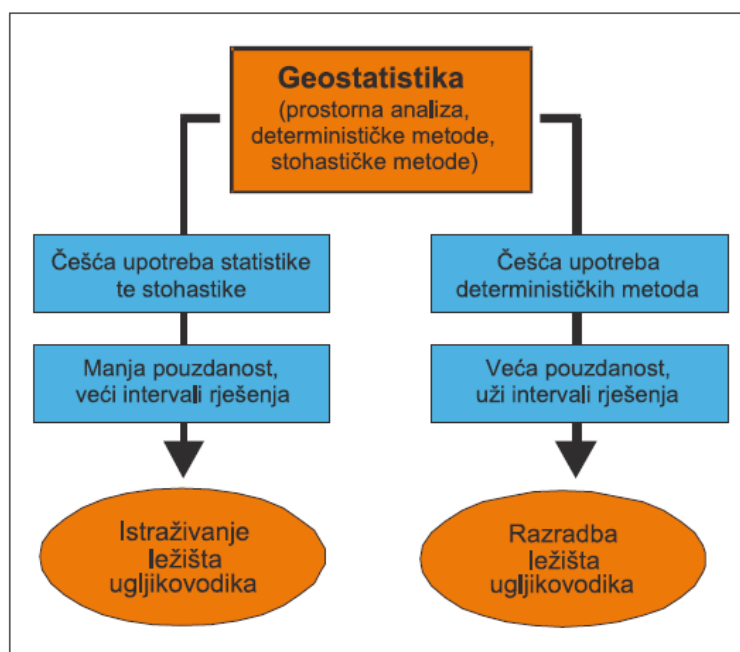 Geostatistika
(prostorna analiza,
determinističke metode,
stohastičke metode)
Češća upotreba statistike
te stohastike
Manja pouzdanost,
veći intervali rješenja
Istraživanje
ležišta
ugljikovodika
Češća upotreba
determinističkih metoda
Veća pouzdanost,
uži intervali rješenja
Razradba
ležišta
ugljikovodika